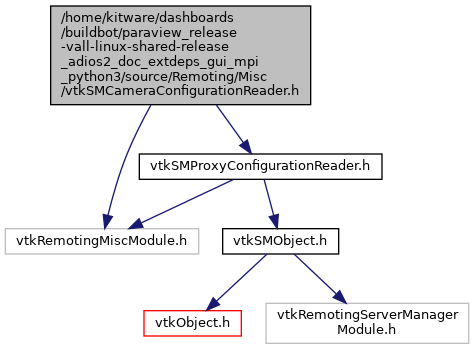 /home/kitware/dashboards
/buildbot/paraview_release
-vall-linux-shared-release
_adios2_doc_extdeps_gui_mpi
_python3/source/Remoting/Misc
/vtkSMCameraConfigurationReader.h
vtkSMProxyConfigurationReader.h
vtkRemotingMiscModule.h
vtkSMObject.h
vtkObject.h
vtkRemotingServerManager
Module.h